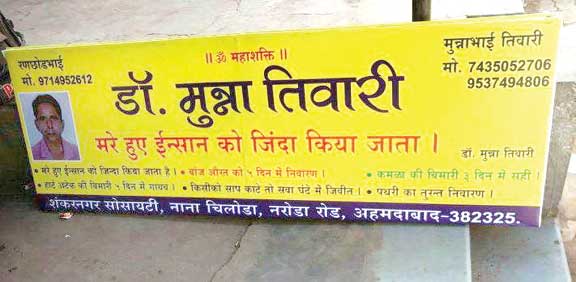 ॥ ॐ महाशक्ति ॥
रणछोडभाई
मो. 9714952612
मुन्नाभाई तिवारी
मो. 7435052706
9537494806
डॉ. मुन्ना तिवारी
मरे हुए ईन्सान को जिंदा किया जाता ।
डॉ. मुन्ना तिवारी
• मरे हुए ईन्सान को जिन्दा किया जाता है । • बांज औरत को ५ दिन में निवारण । • कमळा की बिमारी ३ दिन में सही ।
• हार्ट अटेक की बिमारी ५ दिन में गायब । • किसीको साप काटे तो सवा घंटे में जिवीत । • पथरी का तुरन्त निवारण ।
शंकरनगर सोसायटी, नाना चिलोडा, नरोडा रोड, अहमदाबाद-382325.